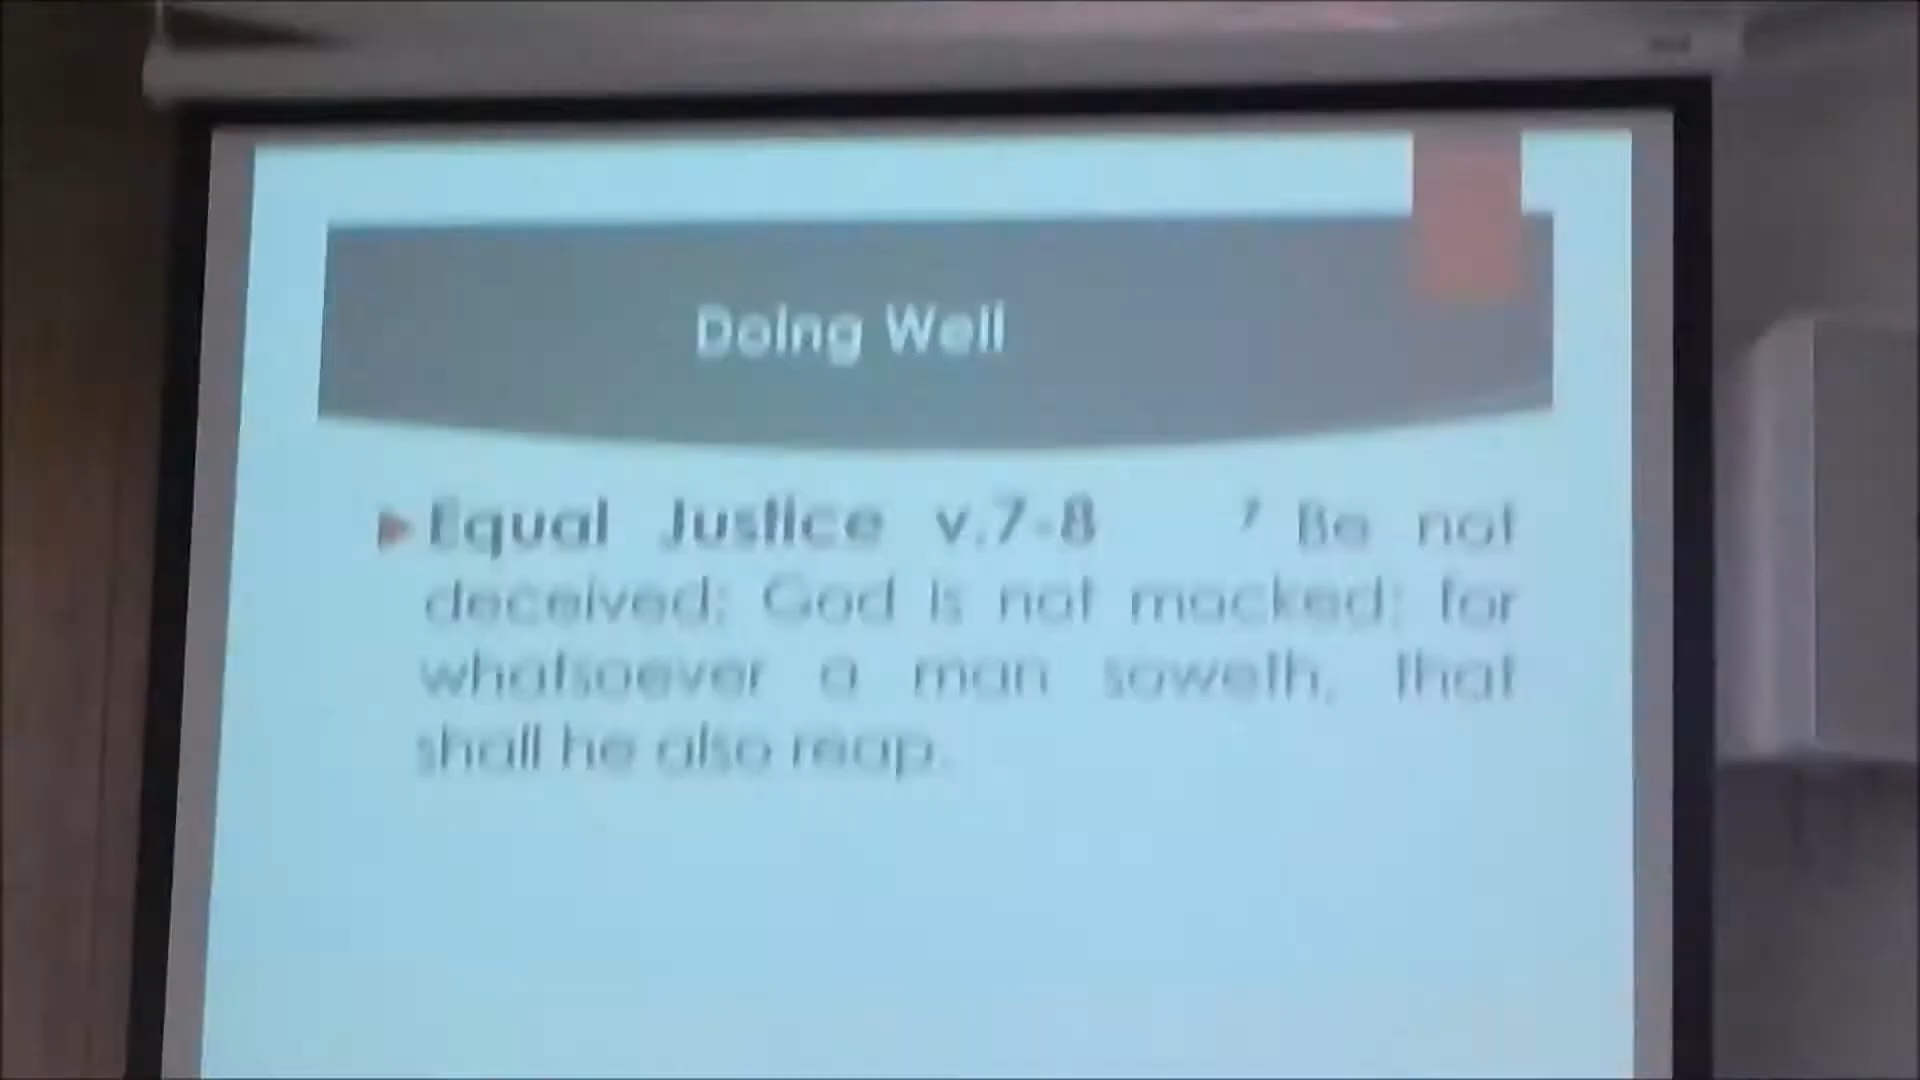 Doing Well
Equal Justice v.7-8 7 Be not
deceived; God is not mocked: for
whatsoever a man soweth, that
shall he also reap.